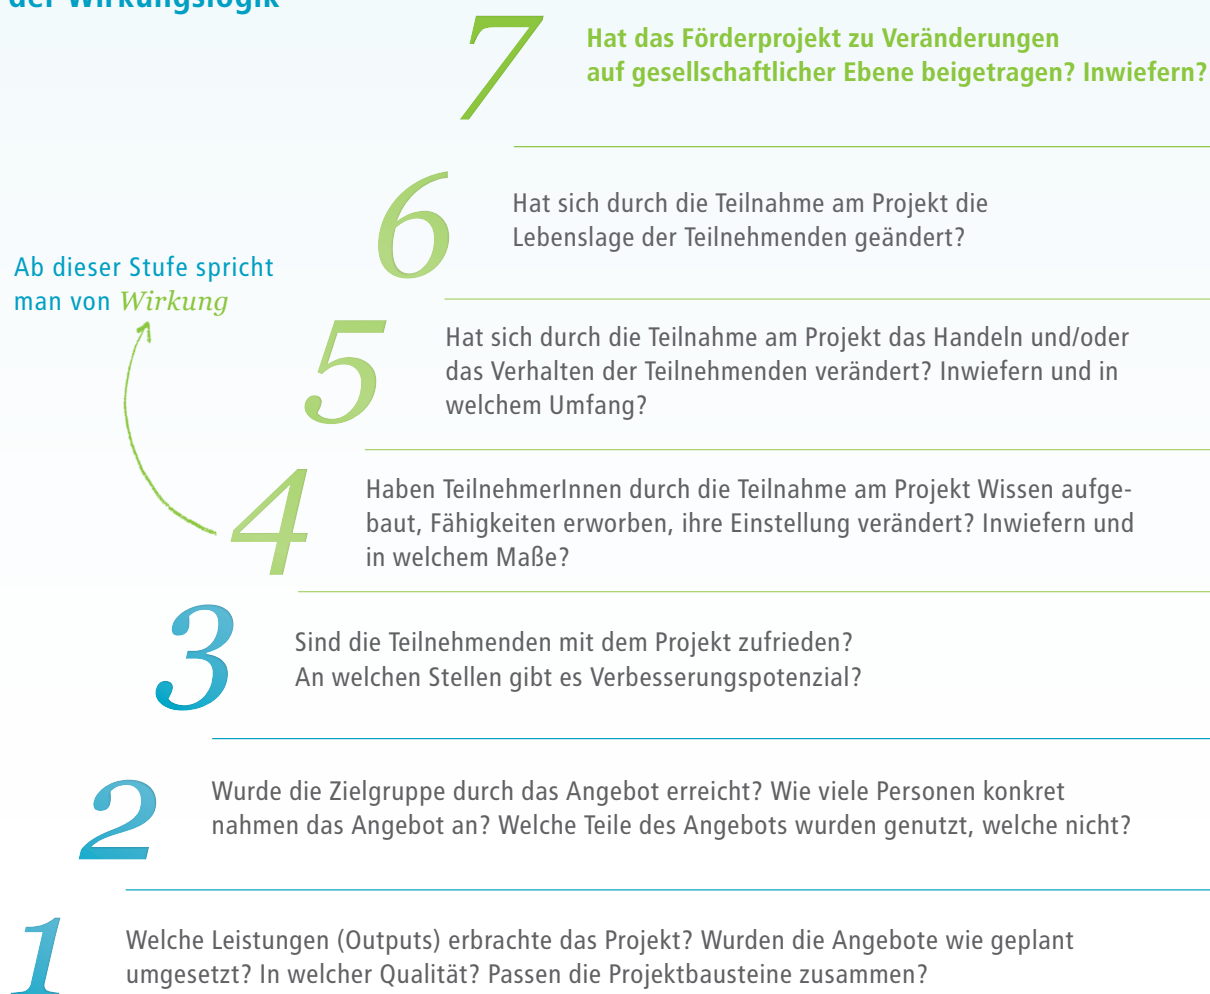 der Wirkungslogik
7
Hat das Förderprojekt zu Veränderungen
auf gesellschaftlicher Ebene beigetragen? Inwiefern?
6
Hat sich durch die Teilnahme am Projekt die
Lebenslage der Teilnehmenden geändert?
Ab dieser Stufe spricht
man von Wirkung
5
Hat sich durch die Teilnahme am Projekt das Handeln und/oder
das Verhalten der Teilnehmenden verändert? Inwiefern und in
welchem Umfang?
4
Haben TeilnehmerInnen durch die Teilnahme am Projekt Wissen aufge-
baut, Fähigkeiten erworben, ihre Einstellung verändert? Inwiefern und
in welchem Maße?
3
Sind die Teilnehmenden mit dem Projekt zufrieden?
An welchen Stellen gibt es Verbesserungspotenzial?
2
Wurde die Zielgruppe durch das Angebot erreicht? Wie viele Personen konkret
nahmen das Angebot an? Welche Teile des Angebots wurden genutzt, welche nicht?
1
Welche Leistungen (Outputs) erbrachte das Projekt? Wurden die Angebote wie geplant
umgesetzt? In welcher Qualität? Passen die Projektbausteine zusammen?